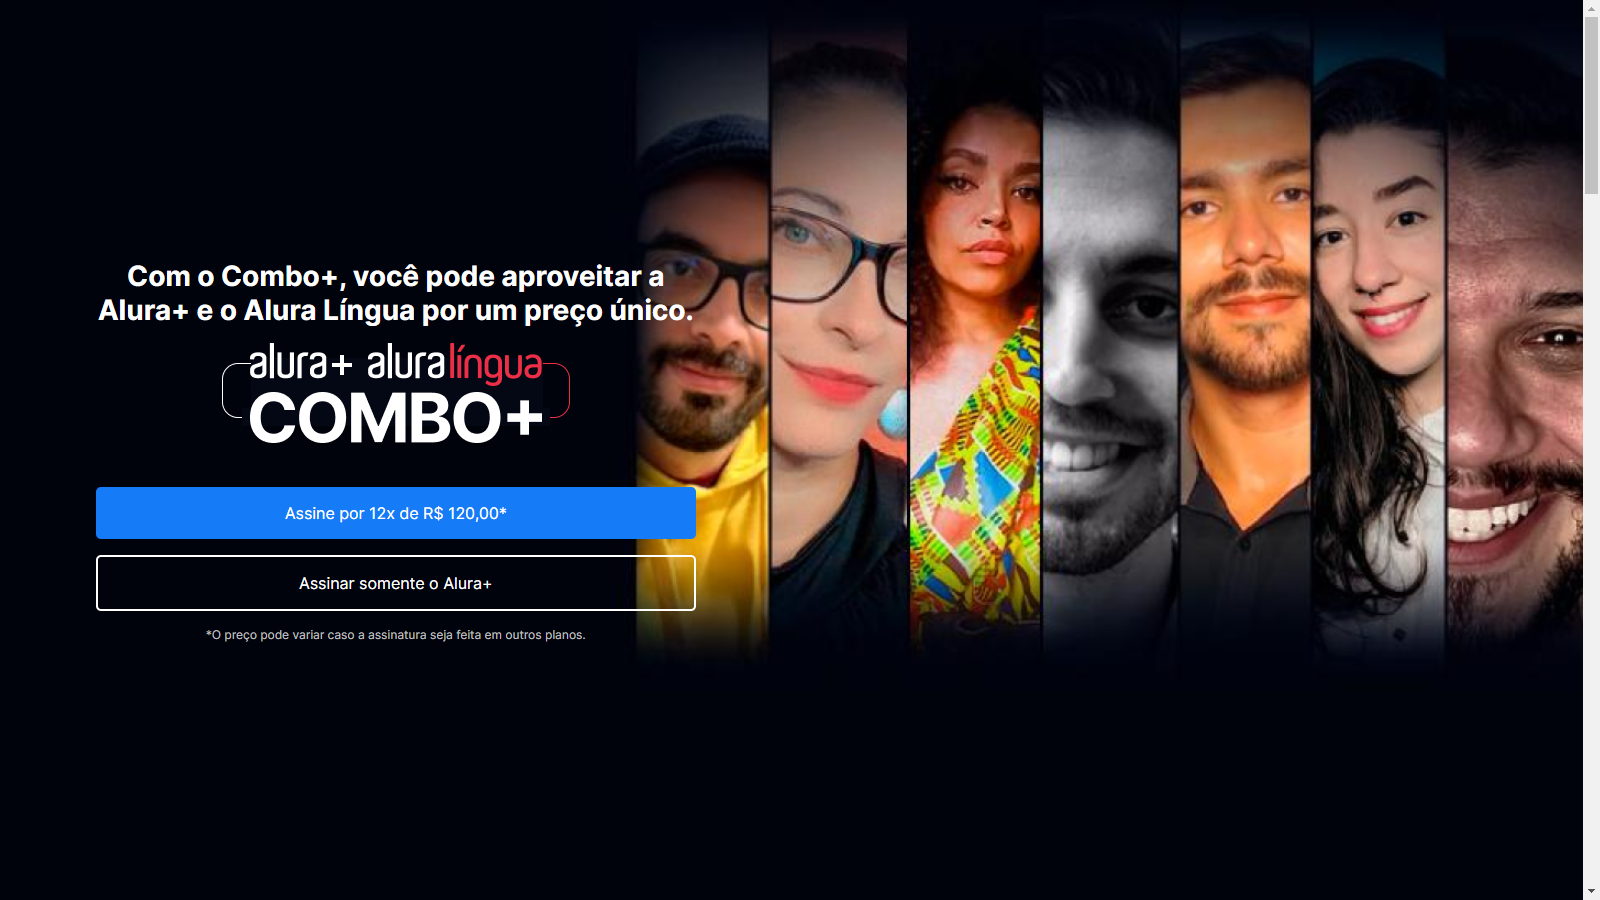 Com o Combo+, você pode aproveitar a
Alura+ e o Alura Língua por um preço único.
alura+ aluralíngua
COMBO+
Assine por 12x de R$ 120,00*
Assinar somente o Alura+
*O preço pode variar caso a assinatura seja feita em outros planos.